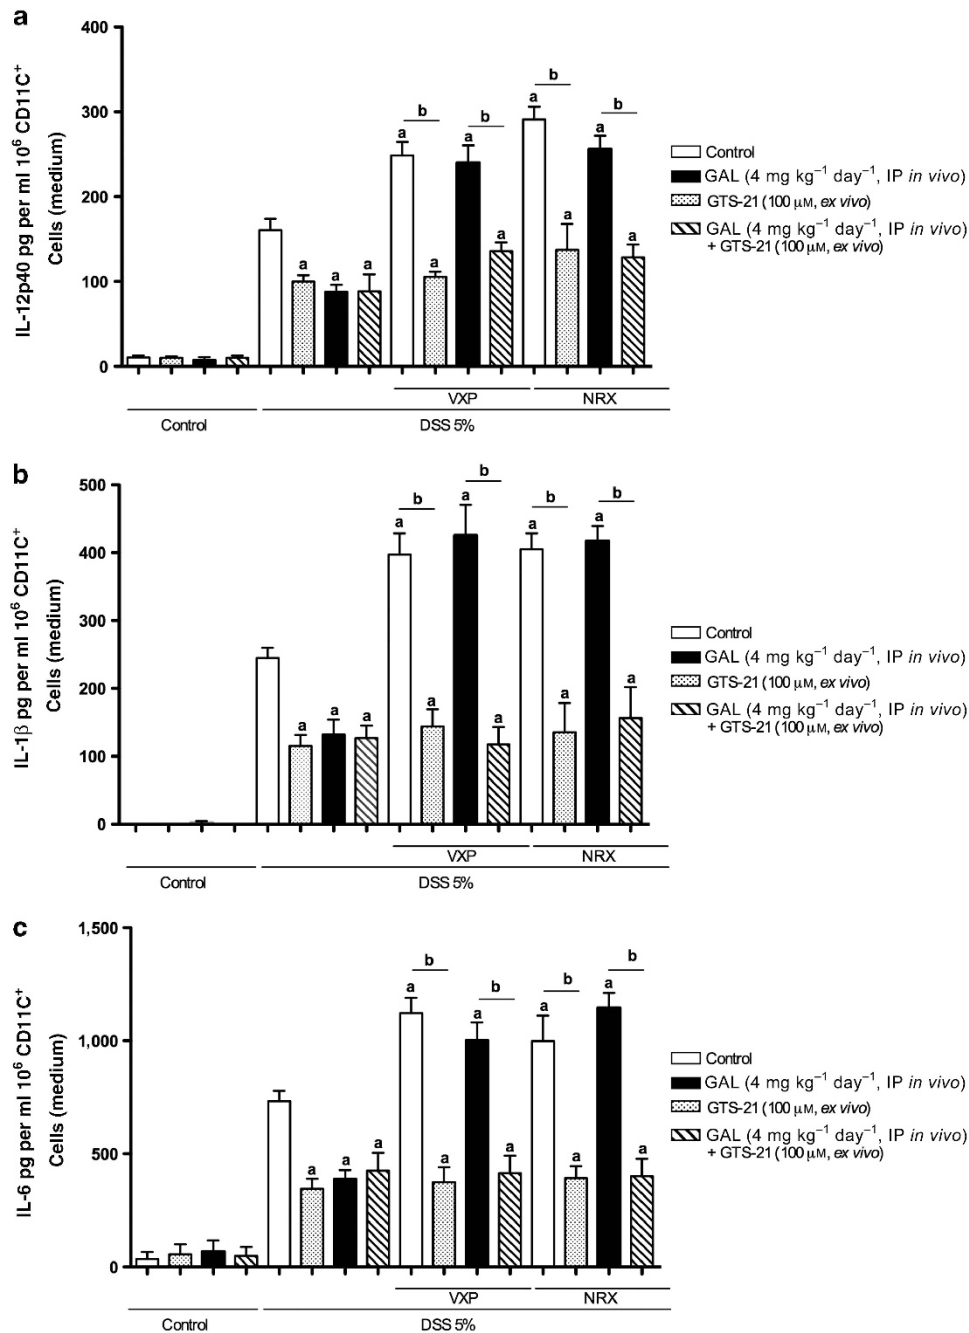 a
IL-12p40 pg per ml 10⁶ CD11C⁺
Cells (medium)
400
300
200
100
0
a
a
a
a
a
a
a
a
a
a
a
b
b
b
b
VXP
NRX
Control
DSS 5%
Control
GAL (4 mg kg⁻¹ day⁻¹, IP in vivo)
GTS-21 (100 μM, ex vivo)
GAL (4 mg kg⁻¹ day⁻¹, IP in vivo)
+ GTS-21 (100 μM, ex vivo)
b
IL-1β pg per ml 10⁶ CD11C⁺
Cells (medium)
500
400
300
200
100
0
a
a
a
a
a
a
a
a
a
a
a
b
b
b
b
VXP
NRX
Control
DSS 5%
Control
GAL (4 mg kg⁻¹ day⁻¹, IP in vivo)
GTS-21 (100 μM, ex vivo)
GAL (4 mg kg⁻¹ day⁻¹, IP in vivo)
+ GTS-21 (100 μM, ex vivo)
c
IL-6 pg per ml 10⁶ CD11C⁺
Cells (medium)
1,500
1,000
500
0
a
a
a
a
a
a
a
a
a
a
a
b
b
b
b
VXP
NRX
Control
DSS 5%
Control
GAL (4 mg kg⁻¹ day⁻¹, IP in vivo)
GTS-21 (100 μM, ex vivo)
GAL (4 mg kg⁻¹ day⁻¹, IP in vivo)
+ GTS-21 (100 μM, ex vivo)